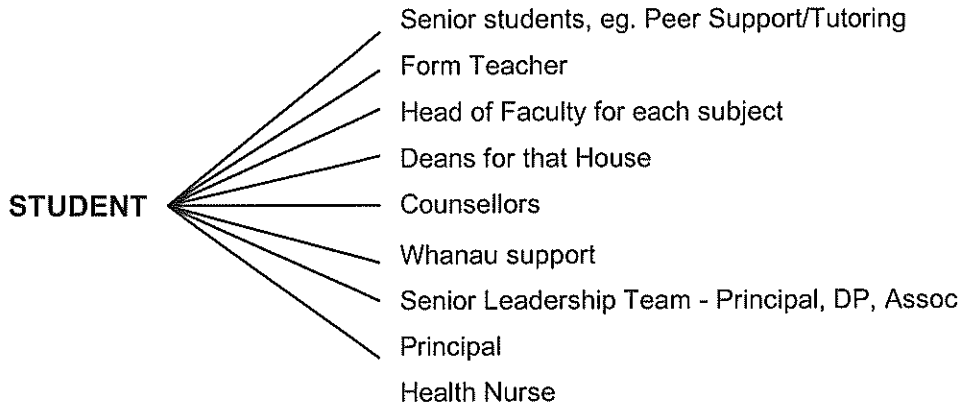 Senior students, eg. Peer Support/Tutoring
Form Teacher
Head of Faculty for each subject
Deans for that House
STUDENT
Counsellors
Whanau support
Senior Leadership Team - Principal, DP, Assoc
Principal
Health Nurse